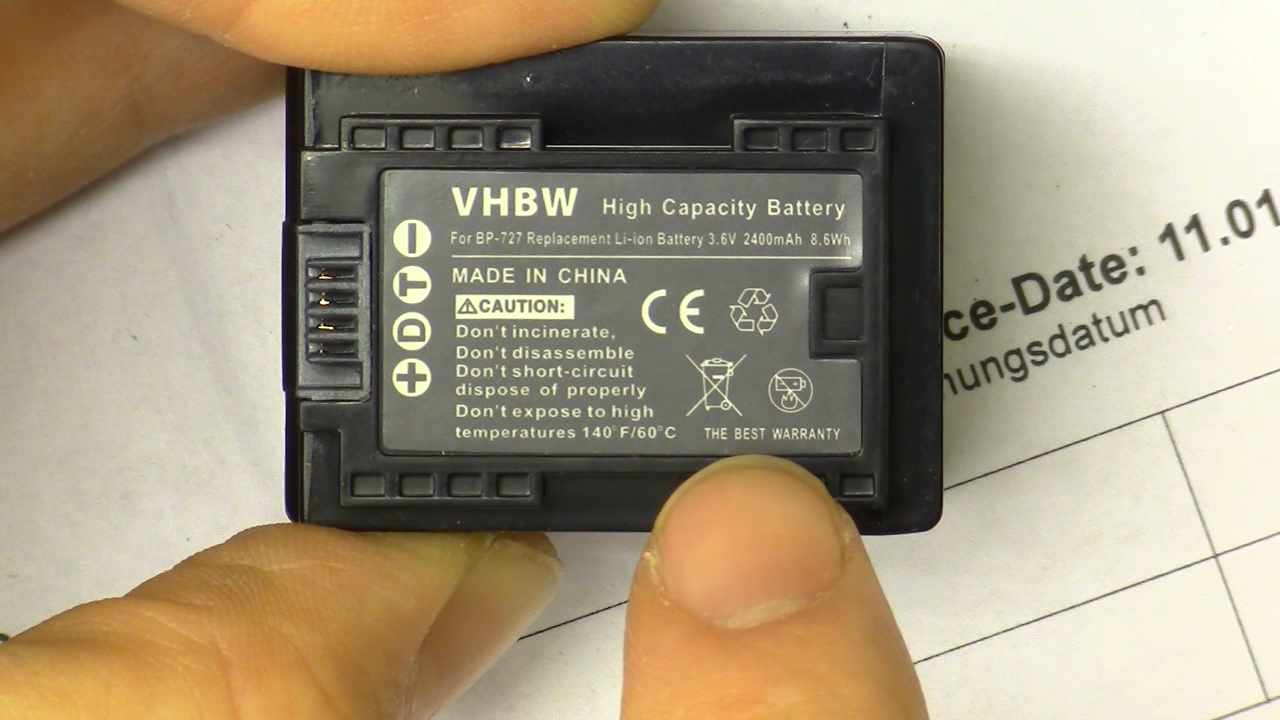 VHBW High Capacity Battery
For BP-727 Replacement Li-ion Battery 3.6V 2400mAh 8.6Wh
MADE IN CHINA
CAUTION:
Don't incinerate,
Don't disassemble
Don't short-circuit
dispose of properly
Don't expose to high
temperatures 140°F/60°C
THE BEST WARRANTY
CE
T
D
+
ce-Date: 11.01
nungsdatum